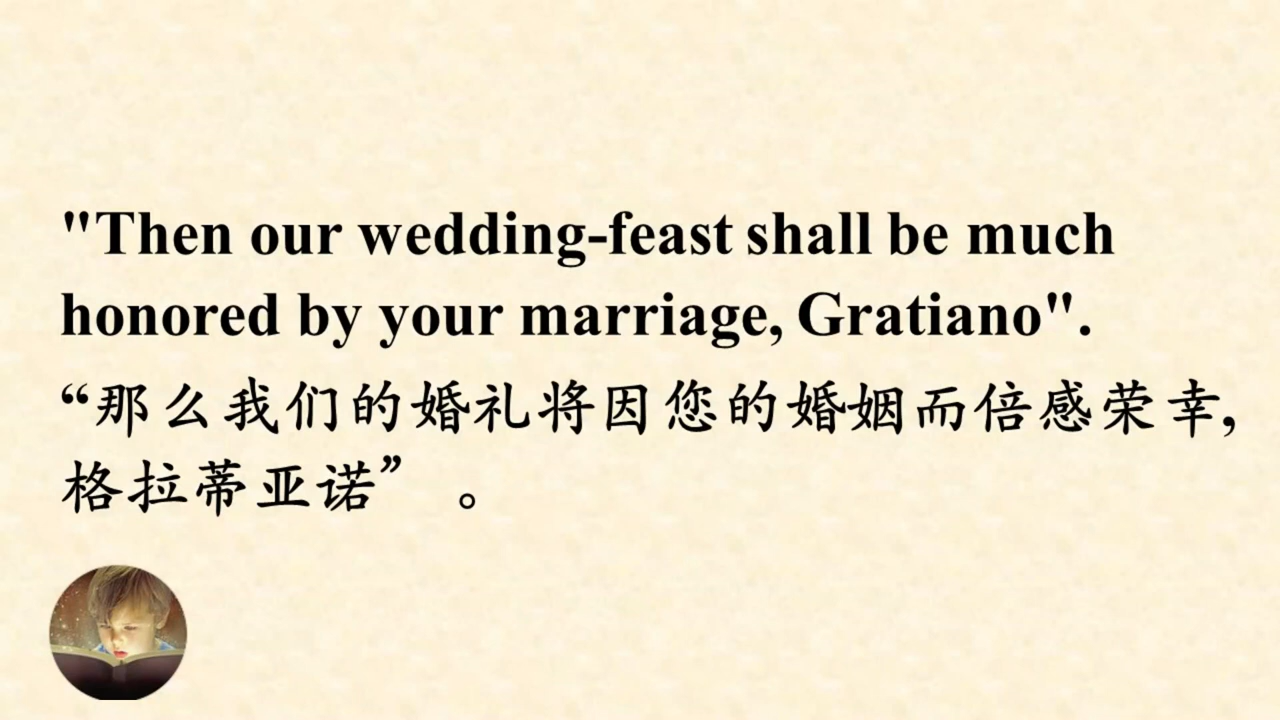 "Then our wedding-feast shall be much
honored by your marriage, Gratiano".
“那么我们的婚礼将因您的婚姻而倍感荣幸,
格拉蒂亚诺” 。